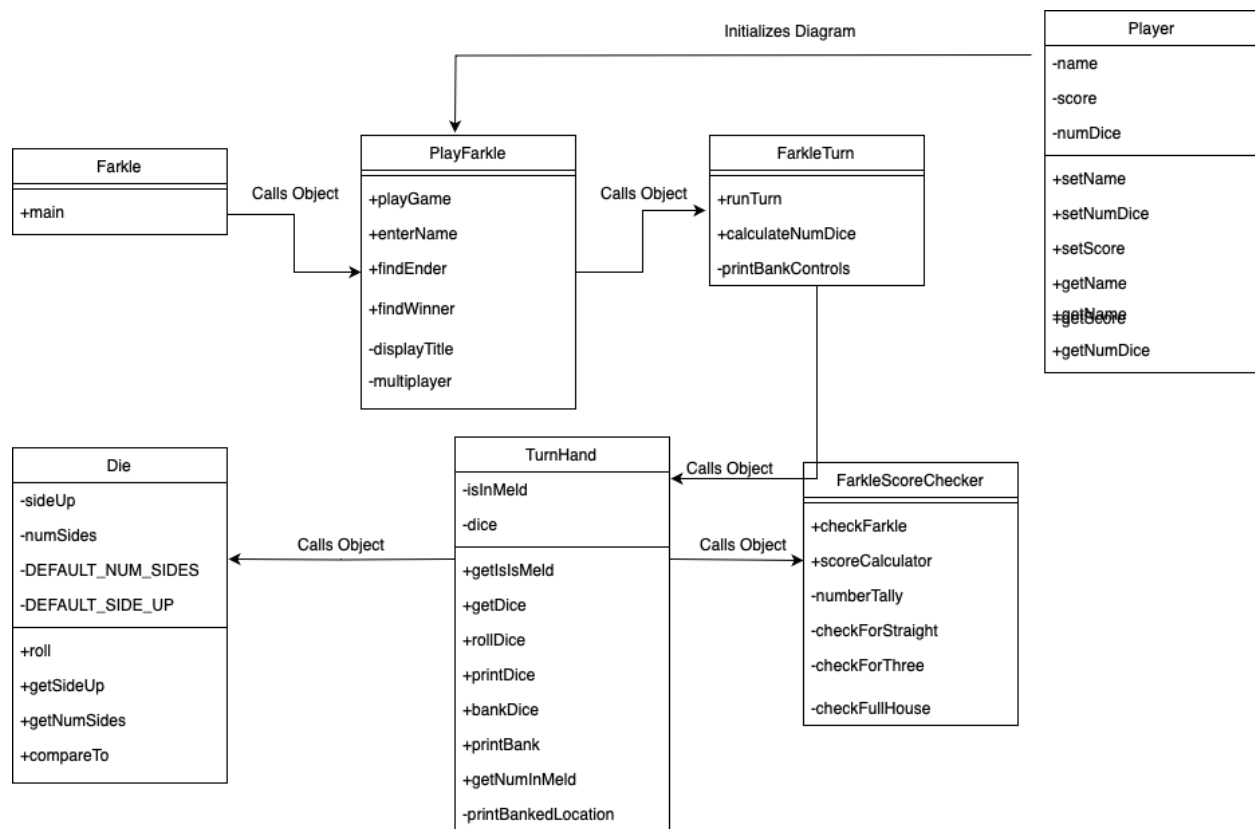 Initializes Diagram
Player
-name
-score
-numDice
+setName
+setNumDice
+setScore
+getName
+getName
+getScore
+getNumDice
Farkle
+main
Calls Object
PlayFarkle
+playGame
+enterName
+findEnder
+findWinner
-displayTitle
-multiplayer
Calls Object
FarkleTurn
+runTurn
+calculateNumDice
-printBankControls
Die
-sideUp
-numSides
-DEFAULT_NUM_SIDES
-DEFAULT_SIDE_UP
+roll
+getSideUp
+getNumSides
+compareTo
Calls Object
TurnHand
-isInMeld
-dice
+getIsIsMeld
+getDice
+rollDice
+printDice
+bankDice
+printBank
+getNumInMeld
-printBankedLocation
Calls Object
Calls Object
FarkleScoreChecker
+checkFarkle
+scoreCalculator
-numberTally
-checkForStraight
-checkForThree
-checkFullHouse